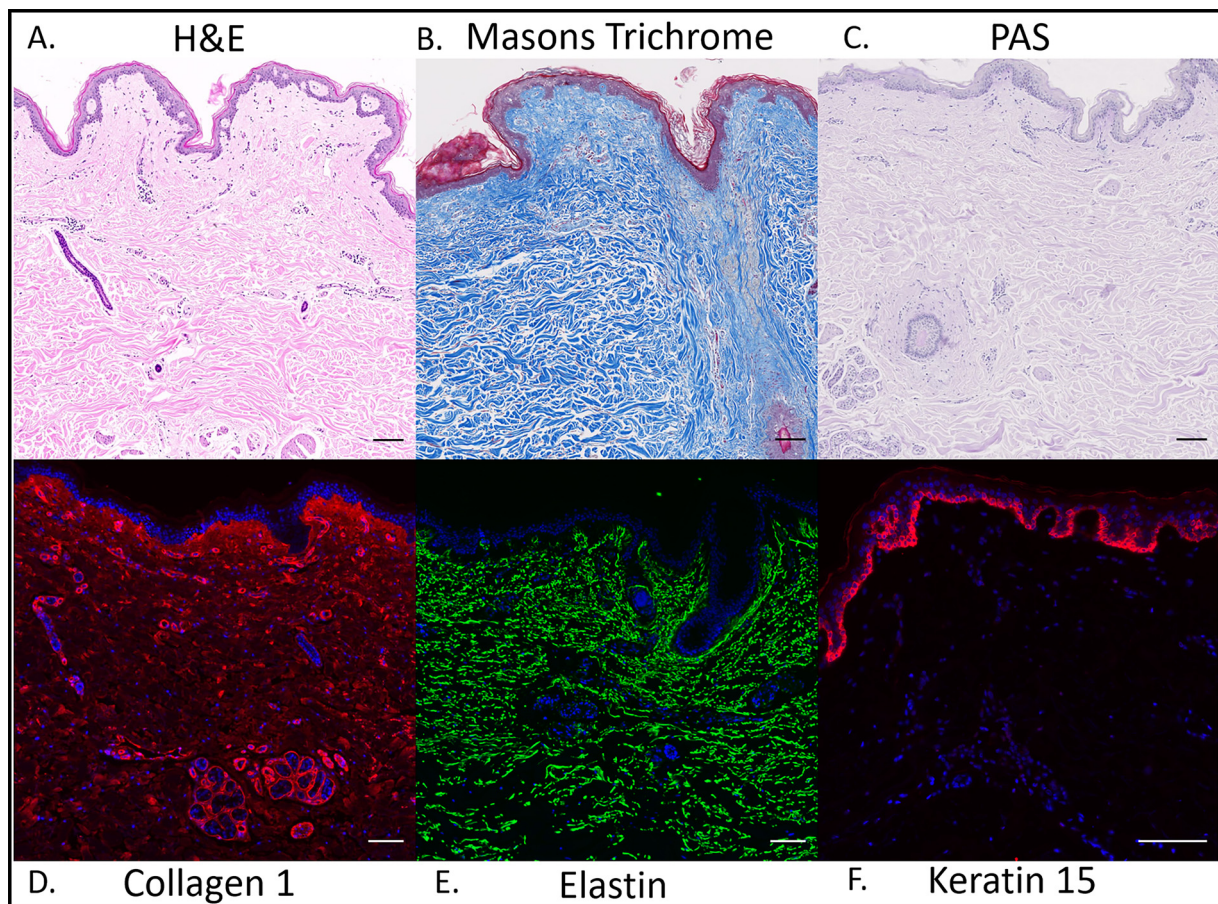 A. H&E
B. Masons Trichrome
C. PAS
D. Collagen 1
E. Elastin
F. Keratin 15